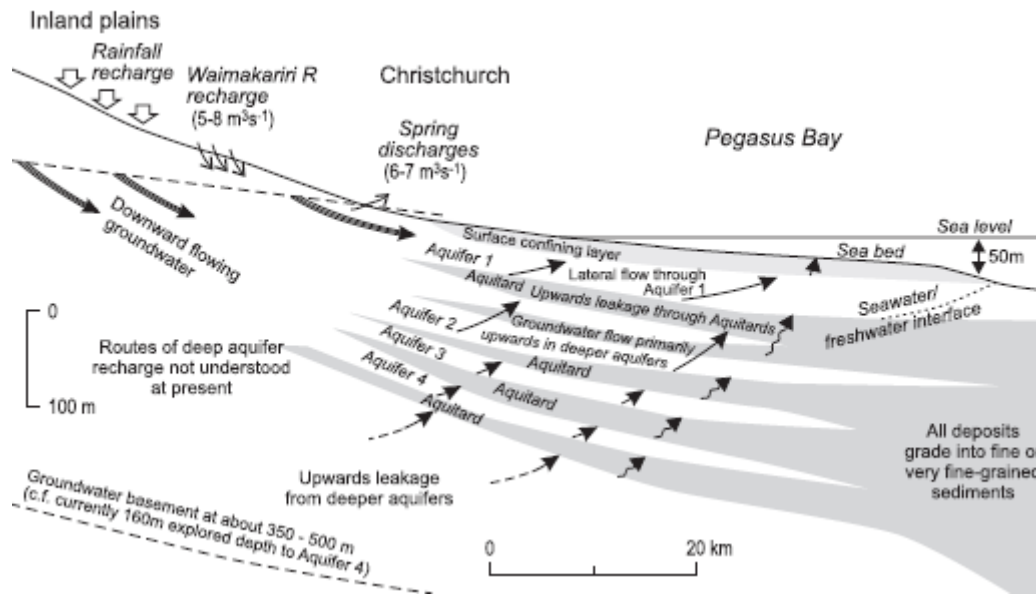 Inland plains
Rainfall
recharge
Waimakariri R
recharge
(5-8 m³s⁻¹)
Christchurch
Spring
discharges
(6-7 m³s⁻¹)
Pegasus Bay
Downward flowing
groundwater
Sea level
50m
Sea bed
Surface confining layer
Aquifer 1
Lateral flow through
Aquifer 1
Aquitard
Upwards leakage through Aquitards
Seawater/
freshwater interface
Aquifer 2
Groundwater flow primarily
upwards in deeper aquifers
Aquifer 3
Aquitard
Aquifer 4
Aquitard
Aquitard
0
100 m
Routes of deep aquifer
recharge not understood
at present
Upwards leakage
from deeper aquifers
All deposits
grade into fine o
very fine-grained
sediments
Groundwater basement at about 350 - 500 m
(c.f. currently 160m explored depth to Aquifer 4)
0
20 km